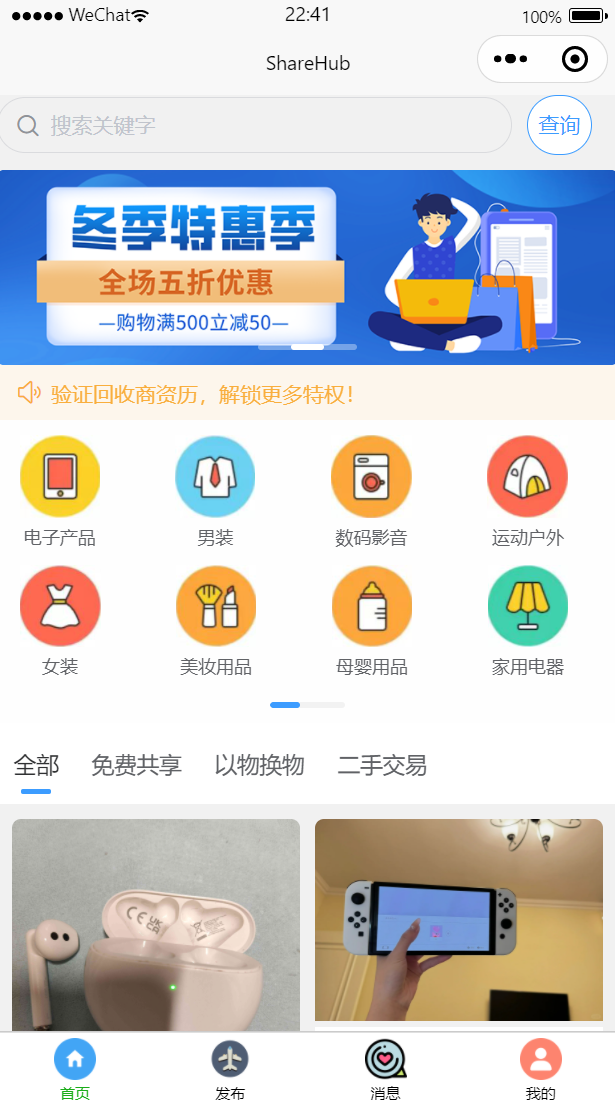 WeChat 22:41 100%
ShareHub
搜索关键字 查询
冬季特惠季
全场五折优惠
—购物满500立减50—
验证回收商资历，解锁更多特权！
电子产品 男装 数码影音 运动户外
女装 美妆用品 母婴用品 家用电器
全部 免费共享 以物换物 二手交易
首页 发布 消息 我的